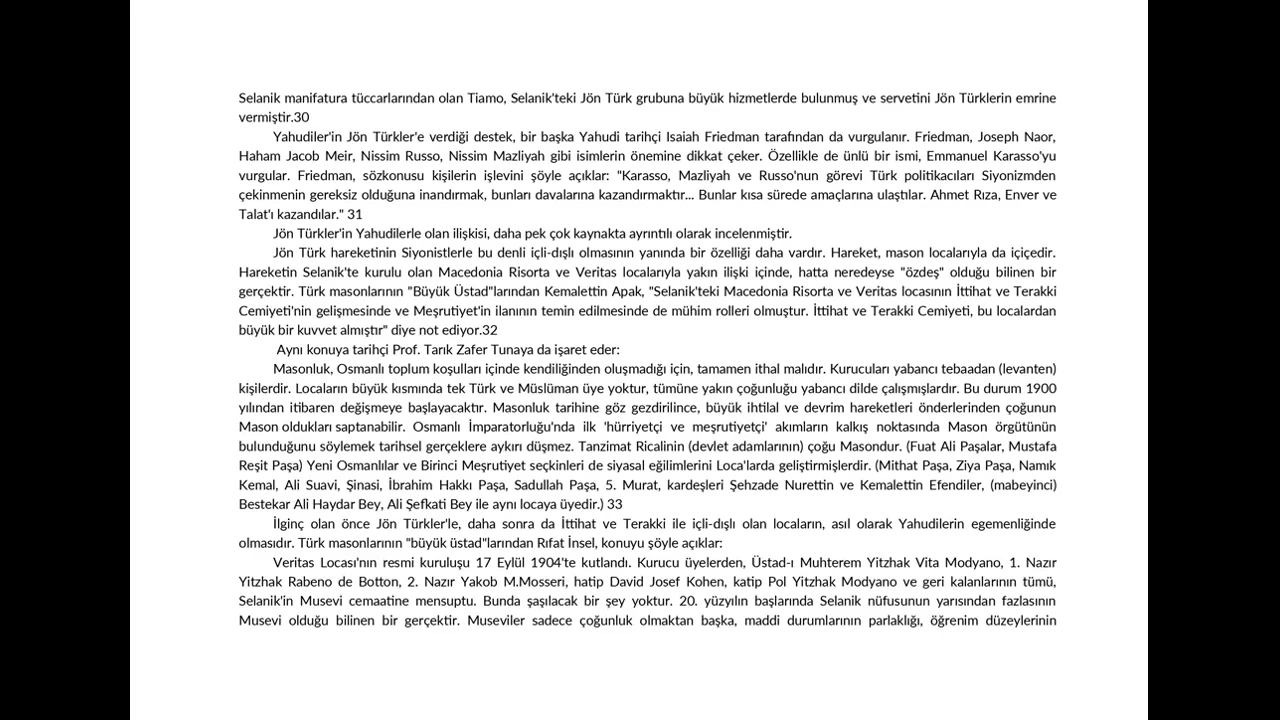 Selanik manifatura tüccarlarından olan Tiamo, Selanik'teki Jön Türk grubuna büyük hizmetlerde bulunmuş ve servetini Jön Türklerin emrine
vermiştir.30
Yahudiler'in Jön Türkler'e verdiği destek, bir başka Yahudi tarihçi Isaiah Friedman tarafından da vurgulanır. Friedman, Joseph Naor,
Haham Jacob Meir, Nissim Russo, Nissim Mazliyah gibi isimlerin önemine dikkat çeker. Özellikle de ünlü bir ismi, Emmanuel Karasso'yu
vurgular. Friedman, sözkonusu kişilerin işlevini şöyle açıklar: "Karasso, Mazliyah ve Russo'nun görevi Türk politikacıları Siyonizmden
çekinmenin gereksiz olduğuna inandırmak, bunları davalarına kazandırmaktır... Bunlar kısa sürede amaçlarına ulaştılar. Ahmet Rıza, Enver ve
Talat'ı kazandılar." 31
Jön Türkler'in Yahudilerle olan ilişkisi, daha pek çok kaynakta ayrıntılı olarak incelenmiştir.
Jön Türk hareketinin Siyonistlerle bu denli içli-dışlı olmasının yanında bir özelliği daha vardır. Hareket, mason localarıyla da içiçedir.
Hareketin Selanik'te kurulu olan Macedonia Risorta ve Veritas localarıyla yakın ilişki içinde, hatta neredeyse "özdeş" olduğu bilinen bir
gerçektir. Türk masonlarının "Büyük Üstad"larından Kemalettin Apak, "Selanik'teki Macedonia Risorta ve Veritas locasının İttihat ve Terakki
Cemiyeti'nin gelişmesinde ve Meşrutiyet'in ilanının temin edilmesinde de mühim rolleri olmuştur. İttihat ve Terakki Cemiyeti, bu localardan
büyük bir kuvvet almıştır" diye not ediyor.32
Aynı konuya tarihçi Prof. Tarık Zafer Tunaya da işaret eder:
Masonluk, Osmanlı toplum koşulları içinde kendiliğinden oluşmadığı için, tamamen ithal malıdır. Kurucuları yabancı tebaadan (levanten)
kişilerdir. Locaların büyük kısmında tek Türk ve Müslüman üye yoktur, tümüne yakın çoğunluğu yabancı dilde çalışmışlardır. Bu durum 1900
yılından itibaren değişmeye başlayacaktır. Masonluk tarihine göz gezdirilince, büyük ihtilal ve devrim hareketleri önderlerinden çoğunun
Mason oldukları saptanabilir. Osmanlı İmparatorluğu'nda ilk 'hürriyetçi ve meşrutiyetçi' akımların kalkış noktasında Mason örgütünün
bulunduğunu söylemek tarihsel gerçeklere aykırı düşmez. Tanzimat Ricalinin (devlet adamlarının) çoğu Masondur. (Fuat Ali Paşalar, Mustafa
Reşit Paşa) Yeni Osmanlılar ve Birinci Meşrutiyet seçkinleri de siyasal eğilimlerini Loca'larda geliştirmişlerdir. (Mithat Paşa, Ziya Paşa, Namık
Kemal, Ali Suavi, Şinasi, İbrahim Hakkı Paşa, Sadullah Paşa, 5. Murat, kardeşleri Şehzade Nurettin ve Kemalettin Efendiler, (mabeyinci)
Bestekar Ali Haydar Bey, Ali Şefkati Bey ile aynı locaya üyedir.) 33
İlginç olan önce Jön Türkler'le, daha sonra da İttihat ve Terakki ile içli-dışlı olan locaların, asıl olarak Yahudilerin egemenliğinde
olmasıdır. Türk masonlarının "büyük üstad"larından Rıfat İnsel, konuyu şöyle açıklar:
Veritas Locası'nın resmi kuruluşu 17 Eylül 1904'te kutlandı. Kurucu üyelerden, Üstad-ı Muhterem Yitzhak Vita Modyano, 1. Nazır
Yitzhak Rabeno de Botton, 2. Nazır Yakob M.Mosseri, hatip David Josef Kohen, katip Pol Yitzhak Modyano ve geri kalanlarının tümü,
Selanik'in Musevi cemaatine mensuptu. Bunda şaşılacak bir şey yoktur. 20. yüzyılın başlarında Selanik nüfusunun yarısından fazlasının
Musevi olduğu bilinen bir gerçektir. Museviler sadece çoğunluk olmaktan başka, maddi durumlarının parlaklığı, öğrenim düzeylerinin